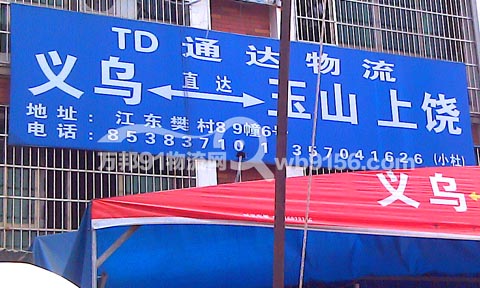 TD 通达物流
义乌 直达 玉山 上饶
地址：江东樊村89幢6号
电话：85383710 1357041626 (小杜)
万邦91物流网 wb9156.com
义乌